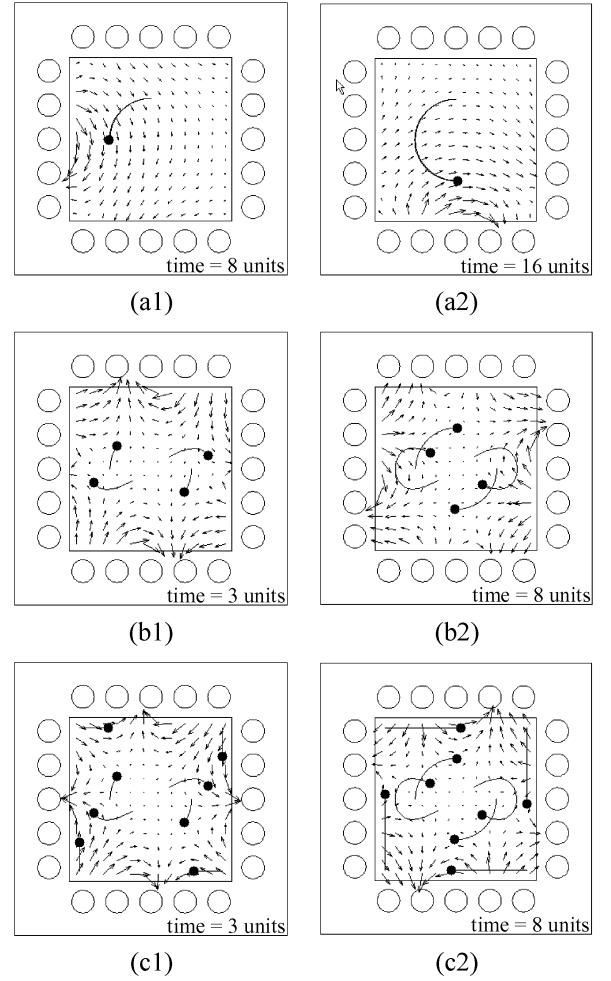 time = 8 units
time = 16 units
(a1)
(a2)
time = 3 units
time = 8 units
(b1)
(b2)
time = 3 units
time = 8 units
(c1)
(c2)